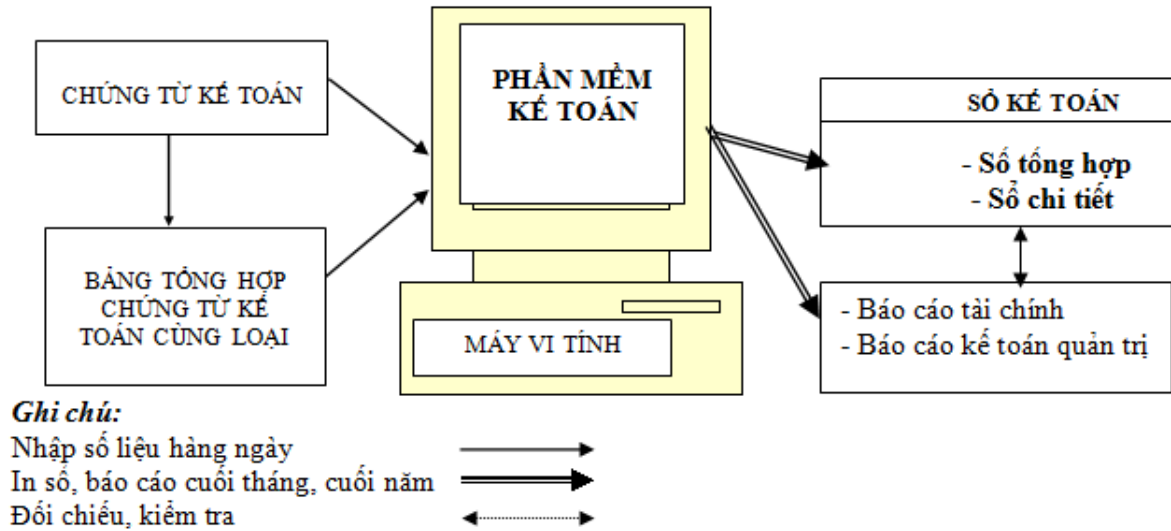 CHỨNG TỪ KẾ TOÁN
BẢNG TỔNG HỢP
CHỨNG TỪ KẾ
TOÁN CÙNG LOẠI
PHẦN MỀM
KẾ TOÁN
MÁY VI TÍNH
SỔ KẾ TOÁN
- Số tổng hợp
- Sổ chi tiết
- Báo cáo tài chính
- Báo cáo kế toán quản trị
Ghi chú:
Nhập số liệu hàng ngày
In sổ, báo cáo cuối tháng, cuối năm
Đối chiếu, kiểm tra